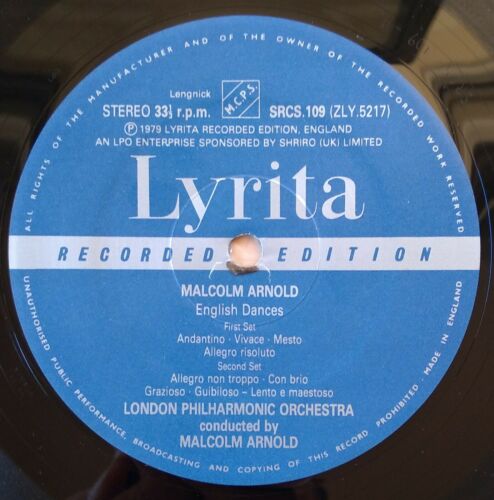 ALL RIGHTS OF THE MANUFACTURER AND OF THE OWNER OF THE RECORDED WORK RESERVED
Lengnick
M.C.P.S.
STEREO 33⅓ r.p.m.
SRCS.109 (ZLY.5217)
Ⓟ 1979 LYRITA RECORDED EDITION, ENGLAND
AN LPO ENTERPRISE SPONSORED BY SHRIRO (UK) LIMITED
Lyrita
RECORDED EDITION
MALCOLM ARNOLD
English Dances
First Set
Andantino · Vivace · Mesto
Allegro risoluto
Second Set
Allegro non troppo · Con brio
Grazioso · Guibiloso – Lento e maestoso
LONDON PHILHARMONIC ORCHESTRA
conducted by
MALCOLM ARNOLD
UNAUTHORISED PUBLIC PERFORMANCE, BROADCASTING AND COPYING OF THIS RECORD PROHIBITED · MADE IN ENGLAND